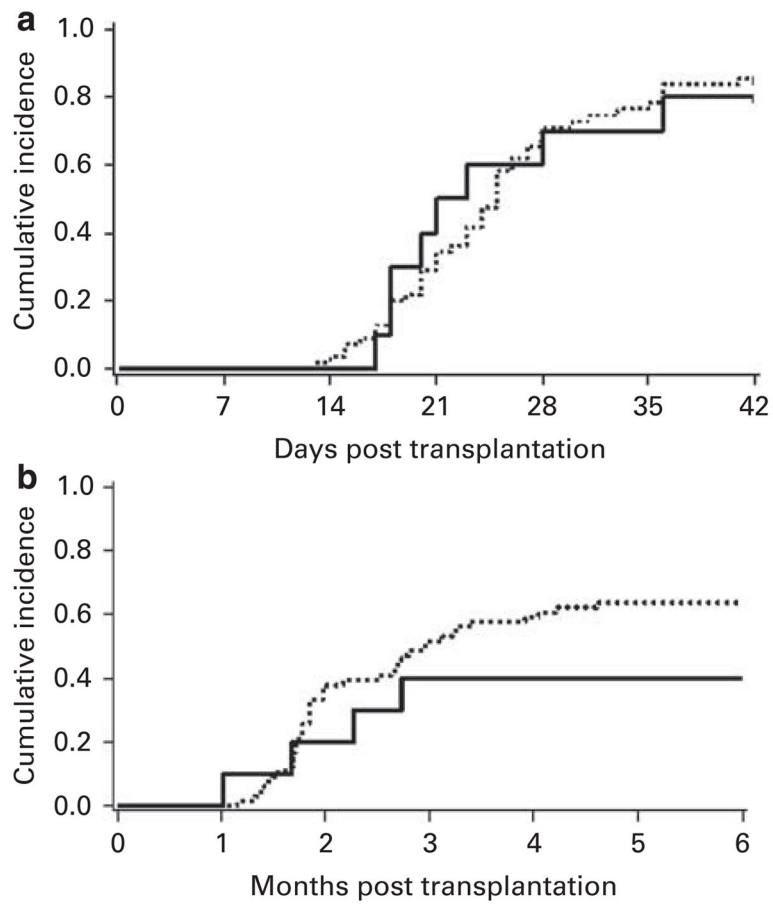 a
1.0
0.8
0.6
0.4
0.2
0.0
Cumulative incidence
0 7 14 21 28 35 42
Days post transplantation
b
1.0
0.8
0.6
0.4
0.2
0.0
Cumulative incidence
0 1 2 3 4 5 6
Months post transplantation